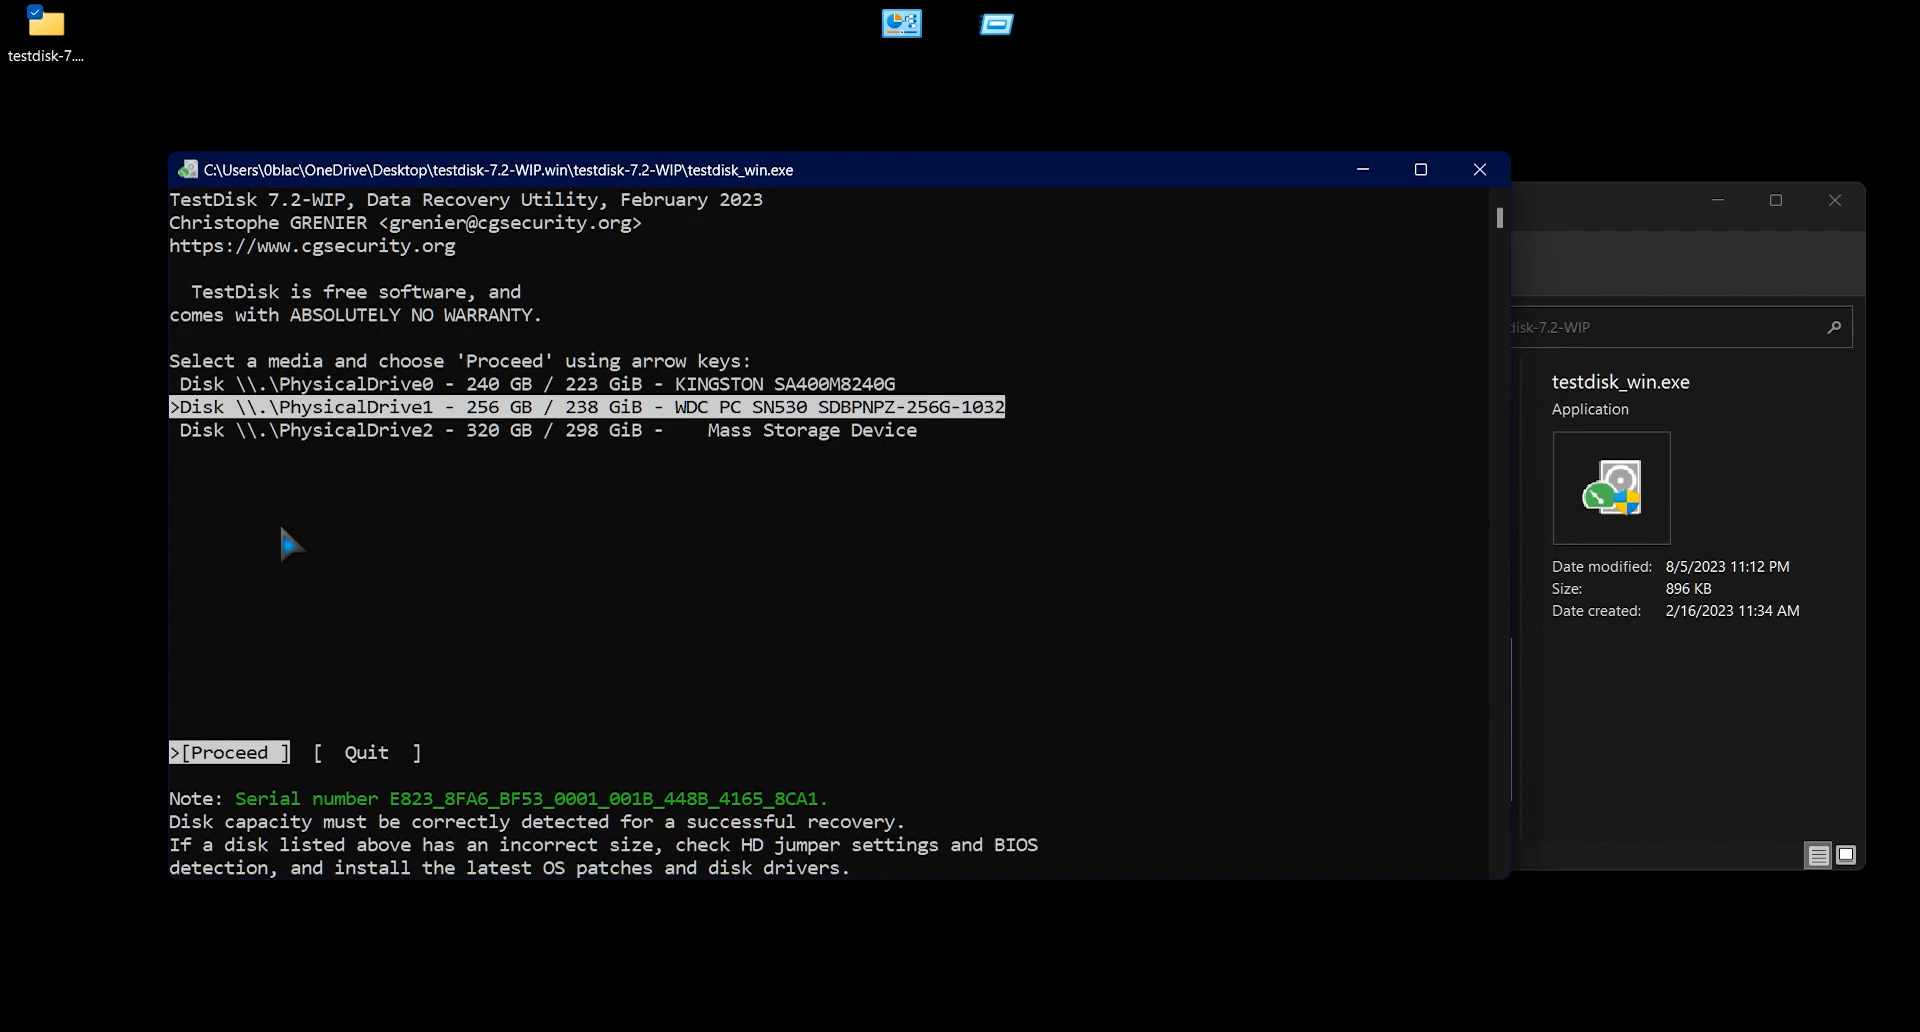 testdisk-7....
C:\Users\0blac\OneDrive\Desktop\testdisk-7.2-WIP.win\testdisk-7.2-WIP\testdisk_win.exe
TestDisk 7.2-WIP, Data Recovery Utility, February 2023
Christophe GRENIER <grenier@cgsecurity.org>
https://www.cgsecurity.org
TestDisk is free software, and
comes with ABSOLUTELY NO WARRANTY.
Select a media and choose 'Proceed' using arrow keys:
Disk \\.\PhysicalDrive0 - 240 GB / 223 GiB - KINGSTON SA400M8240G
>Disk \\.\PhysicalDrive1 - 256 GB / 238 GiB - WDC PC SN530 SDBPNPZ-256G-1032
Disk \\.\PhysicalDrive2 - 320 GB / 298 GiB -    Mass Storage Device
>[Proceed ]  [  Quit  ]
Note: Serial number E823_8FA6_BF53_0001_001B_448B_4165_8CA1.
Disk capacity must be correctly detected for a successful recovery.
If a disk listed above has an incorrect size, check HD jumper settings and BIOS
detection, and install the latest OS patches and disk drivers.
disk-7.2-WIP
testdisk_win.exe
Application
Date modified: 8/5/2023 11:12 PM
Size: 896 KB
Date created: 2/16/2023 11:34 AM